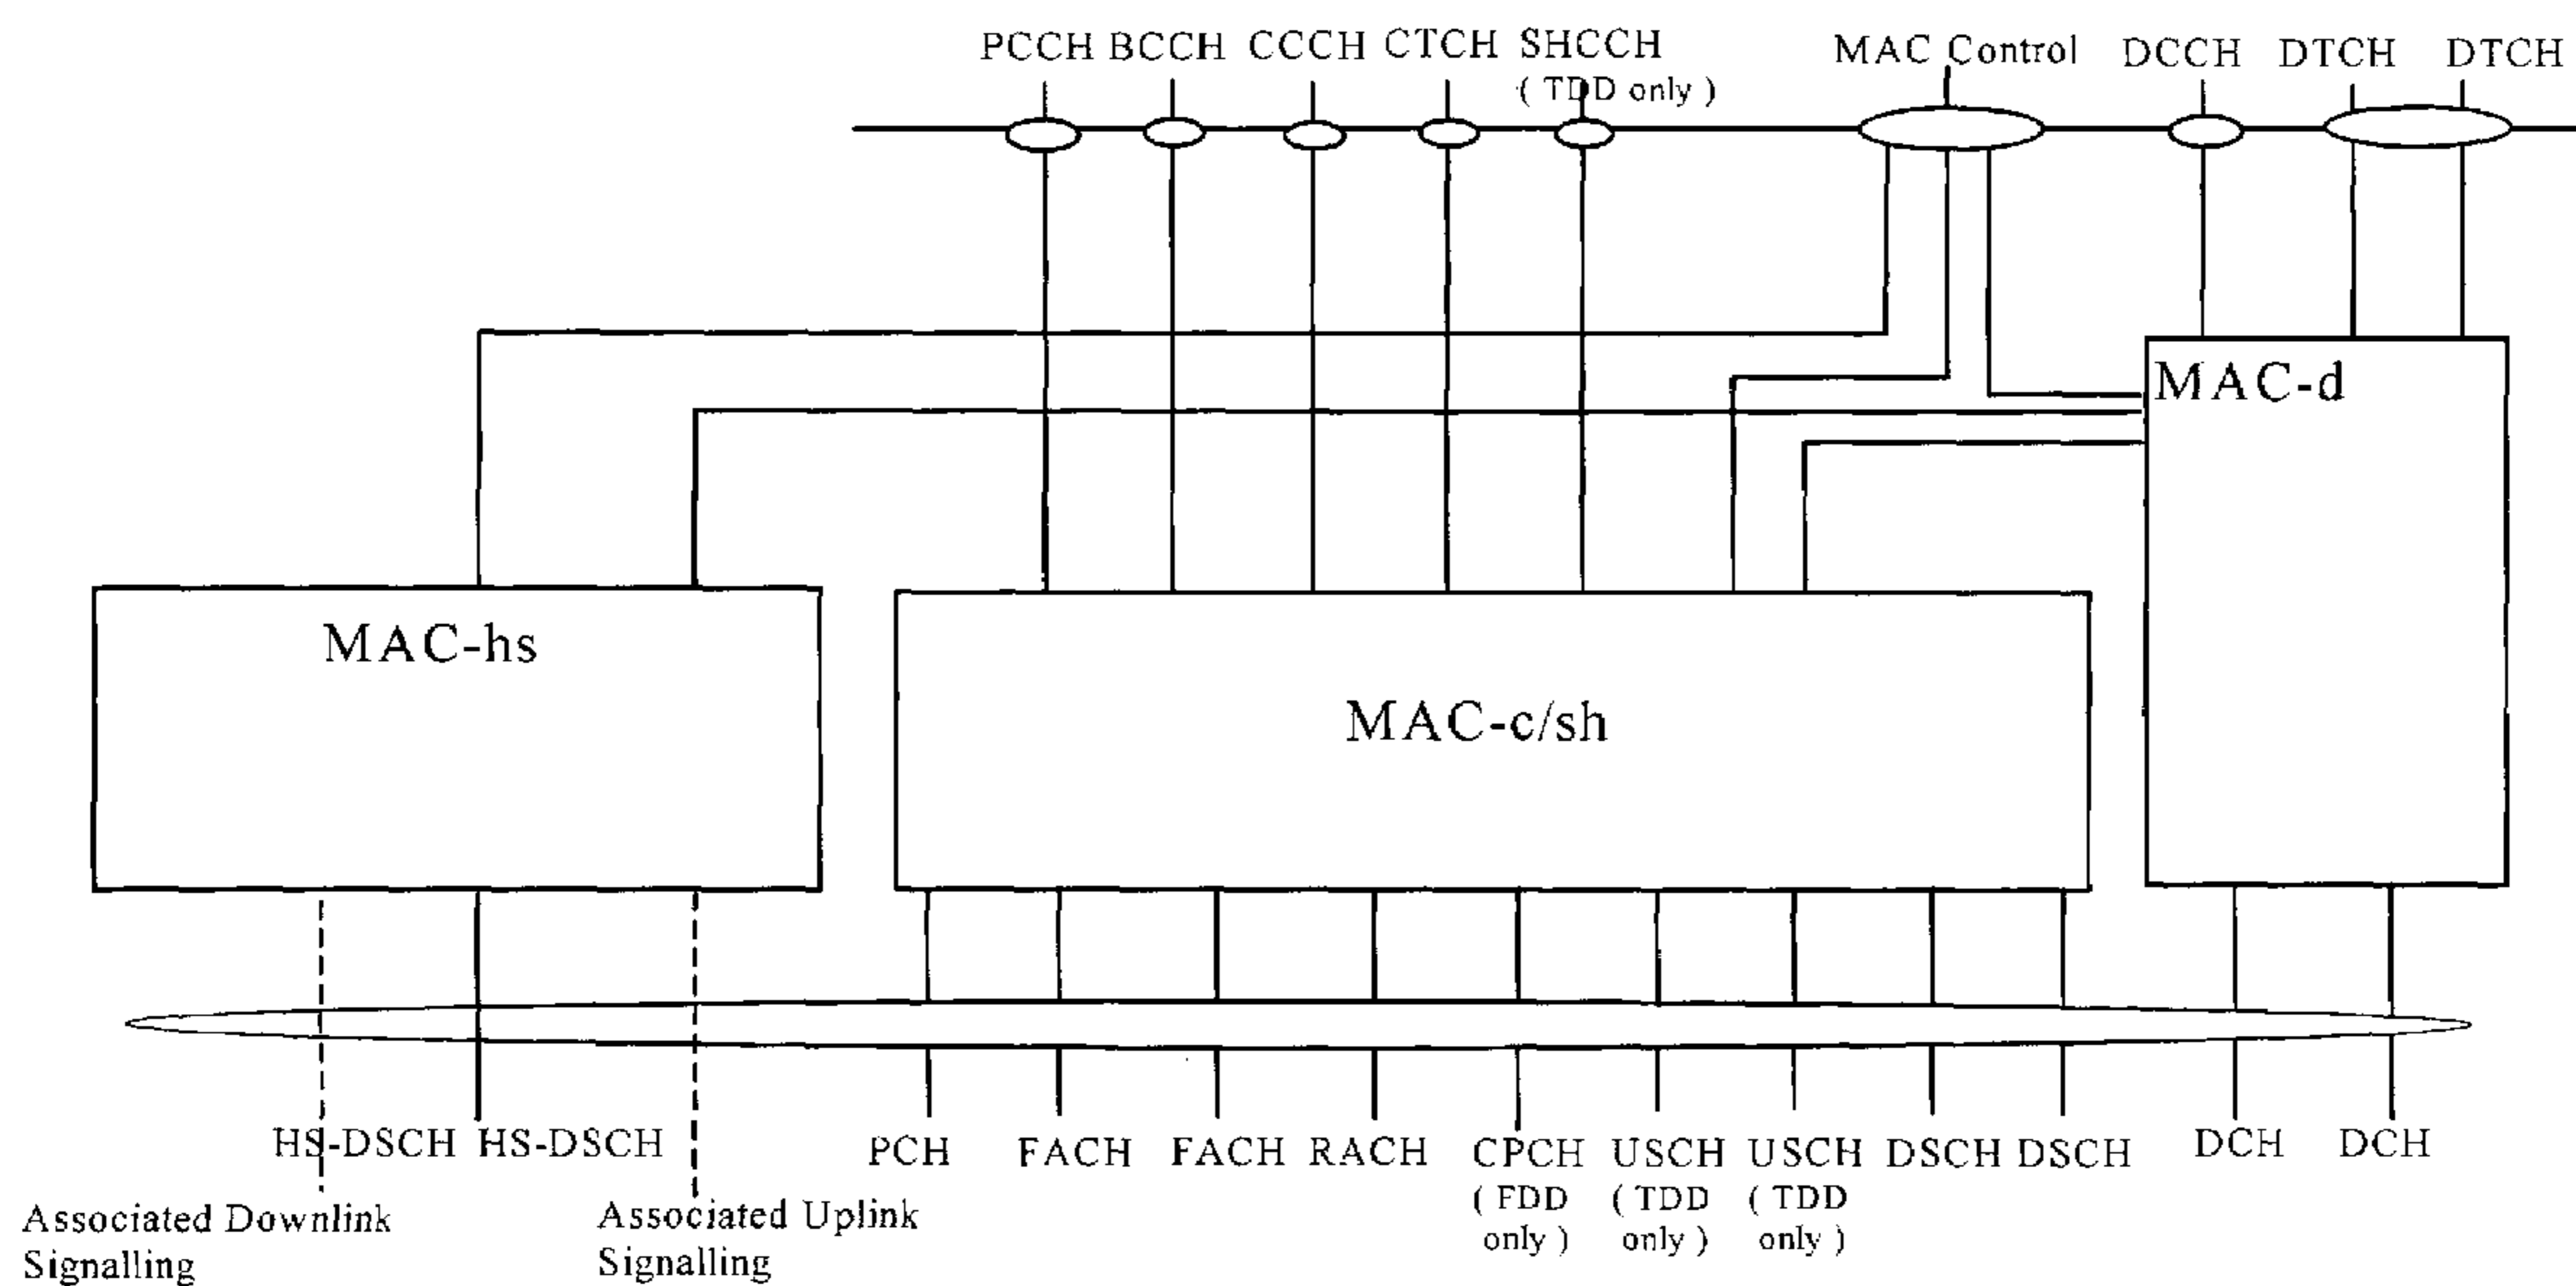 PCCH BCCH CCCH CTCH SHCCH MAC Control DCCH DTCH DTCH
( TDD only )
MAC-d
MAC-hs
MAC-c/sh
HS-DSCH HS-DSCH PCH FACH FACH RACH CPCH USCH USCH DSCH DSCH DCH DCH
( FDD ( TDD ( TDD
only ) only ) only )
Associated Downlink
Signalling
Associated Uplink
Signalling